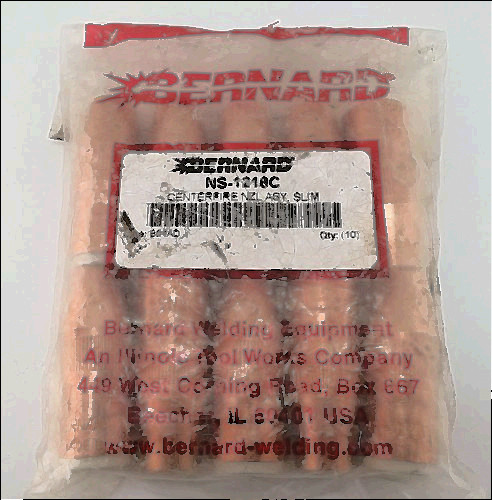 BERNARD
BERNARD
NS-1218C
CENTERFIRE NZL ASY, SLIM
Qty: (10)
Bernard Welding Equipment
An Illinois Tool Works Company
449 West Corning Road, Box 667
Beecher, IL 60401 USA
www.bernard-welding.com